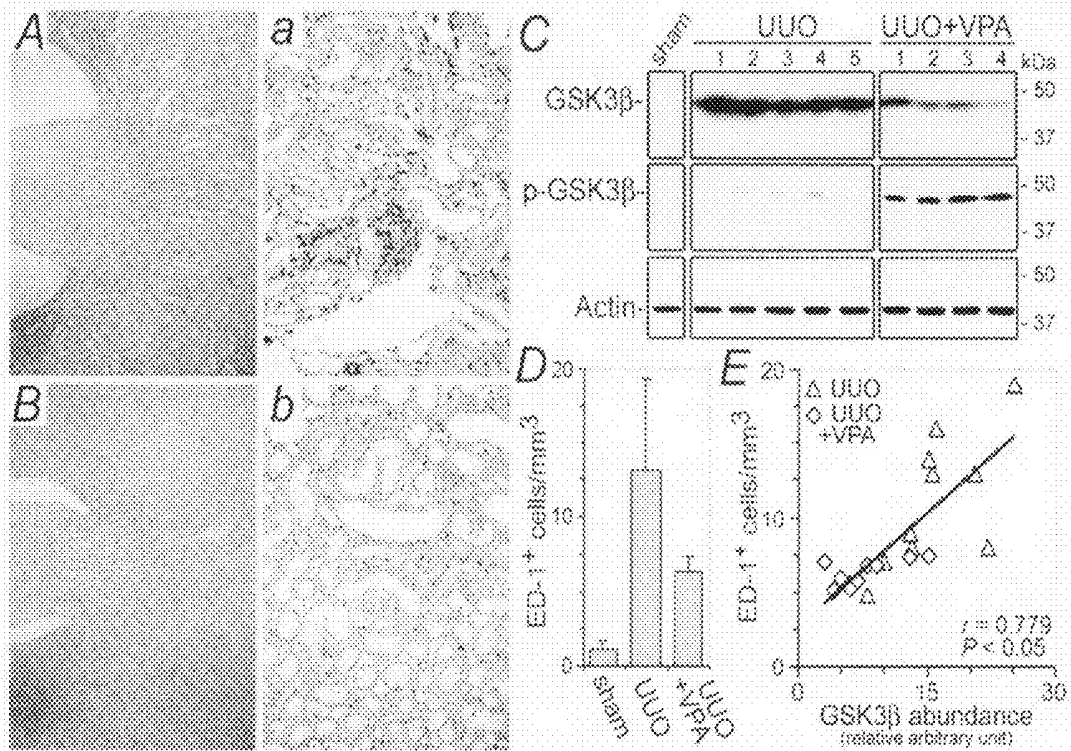 A
a
C
sham
UUO
UUO+VPA
1 2 3 4 5
1 2 3 4
kDa
GSK3β-
- 50
- 37
p-GSK3β-
- 50
- 37
Actin-
- 50
- 37
B
b
D
20
10
0
ED-1+ cells/mm3
sham
UUO
UUO
+VPA
E
20
10
0
ED-1+ cells/mm3
△ UUO
◇ UUO
+VPA
r = 0.779
P < 0.05
0 15 30
GSK3β abundance
(relative arbitrary unit)